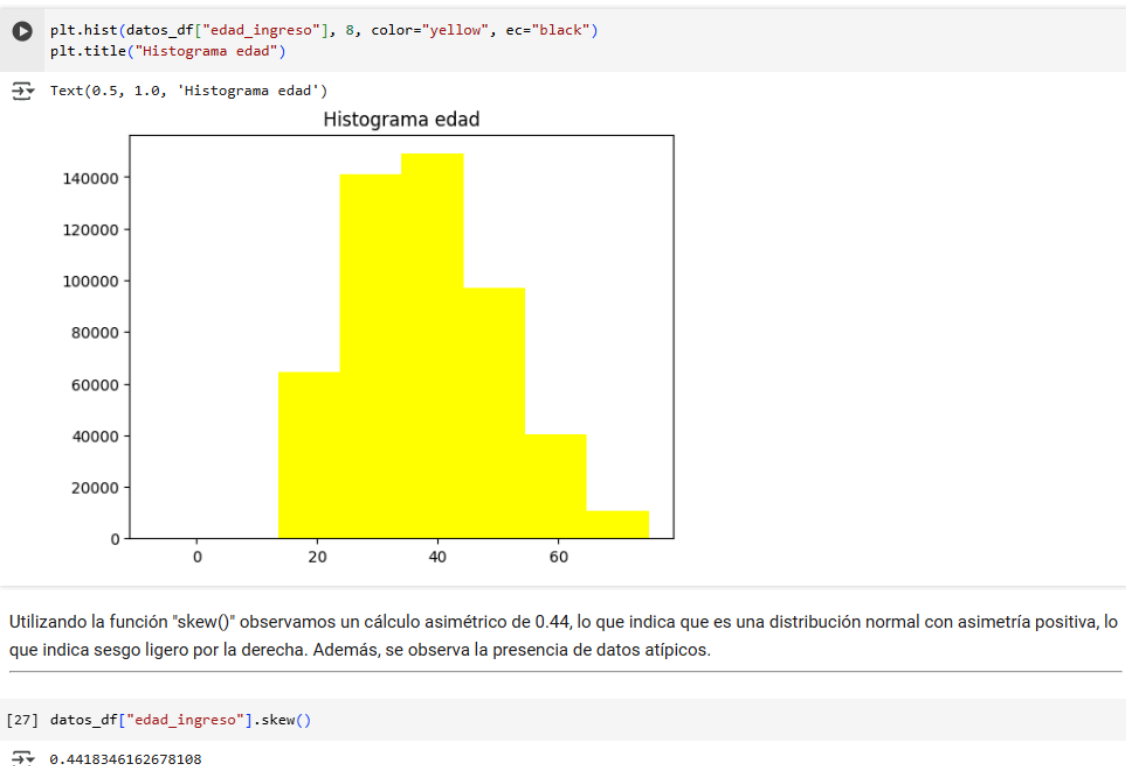 plt.hist(datos_df["edad_ingreso"], 8, color="yellow", ec="black")
plt.title("Histograma edad")
Text(0.5, 1.0, 'Histograma edad')
Histograma edad
140000
120000
100000
80000
60000
40000
20000
0
0 20 40 60
Utilizando la función "skew()" observamos un cálculo asimétrico de 0.44, lo que indica que es una distribución normal con asimetría positiva, lo
que indica sesgo ligero por la derecha. Además, se observa la presencia de datos atípicos.
[27] datos_df["edad_ingreso"].skew()
0.4418346162678108